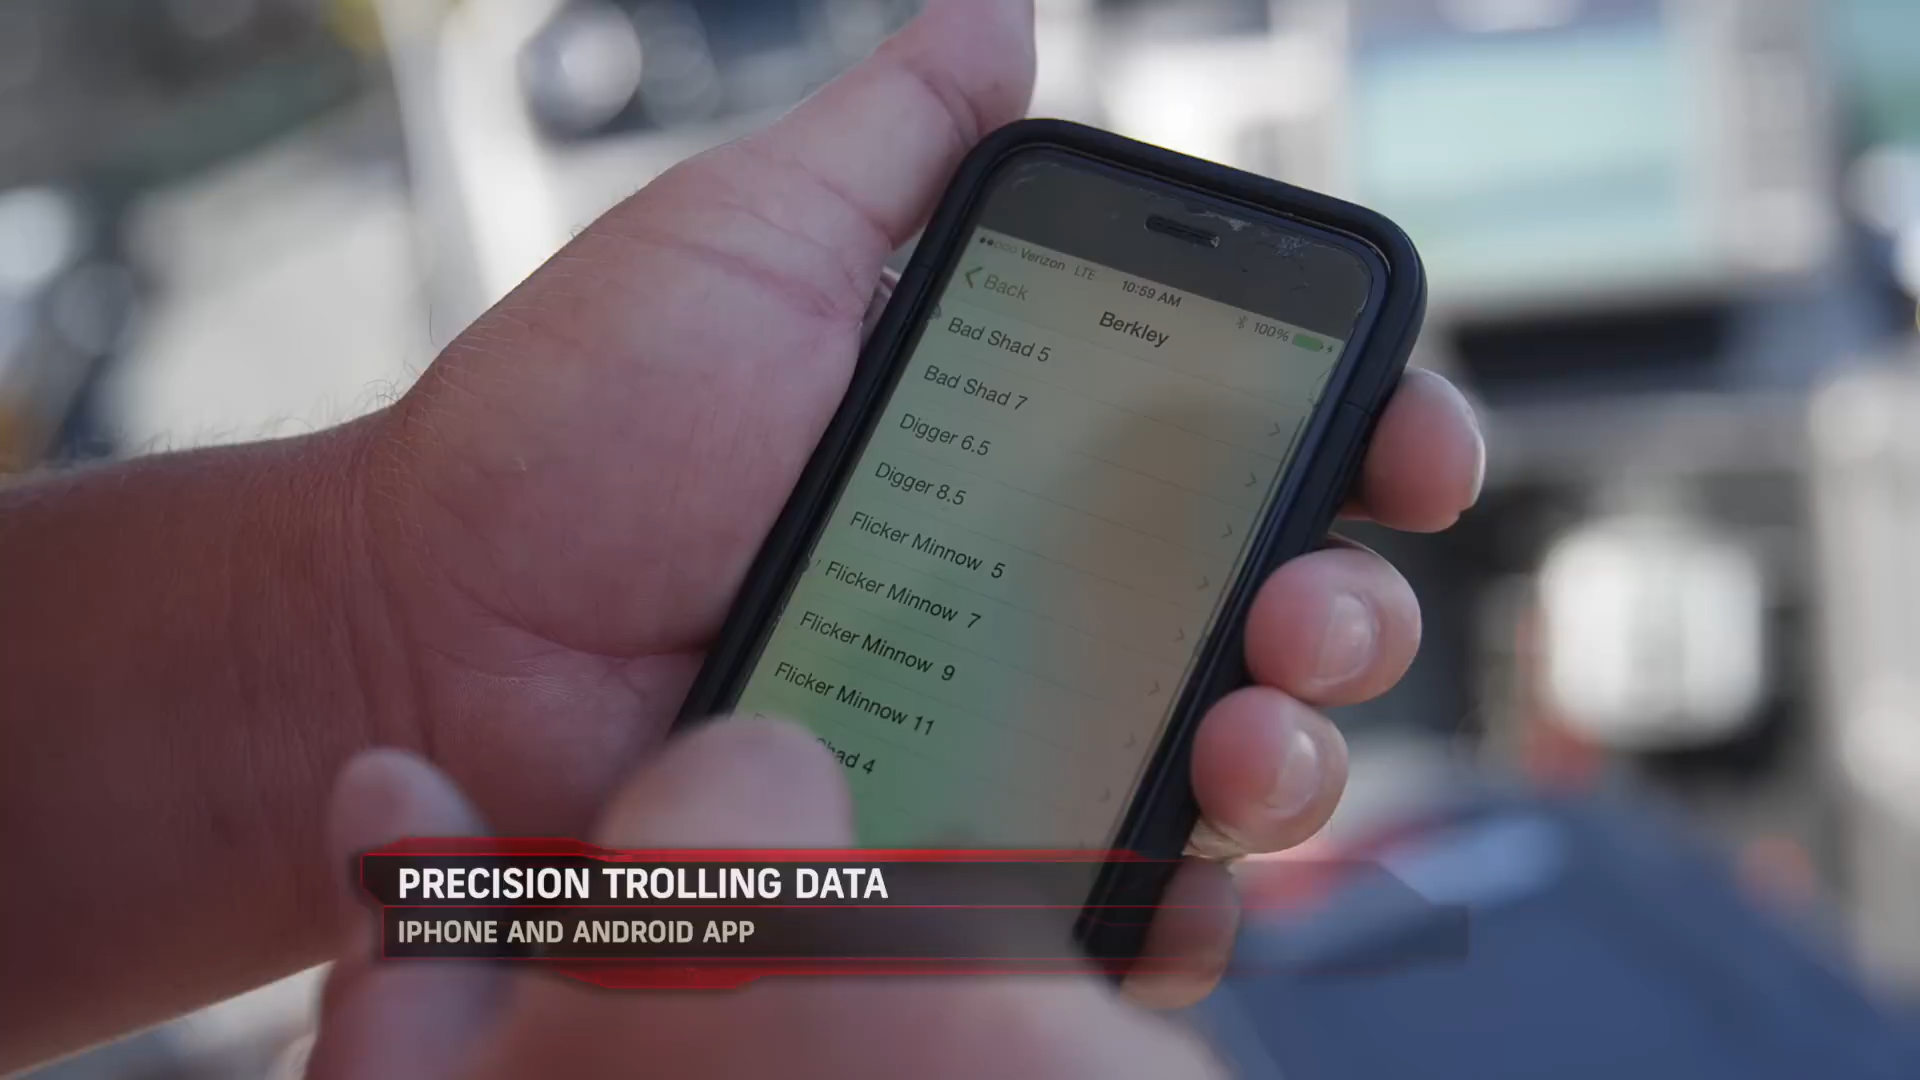 Verizon LTE 10:59 AM 100%
Back Berkley
Bad Shad 5
Bad Shad 7
Digger 6.5
Digger 8.5
Flicker Minnow 5
Flicker Minnow 7
Flicker Minnow 9
Flicker Minnow 11
Shad 4
PRECISION TROLLING DATA
IPHONE AND ANDROID APP